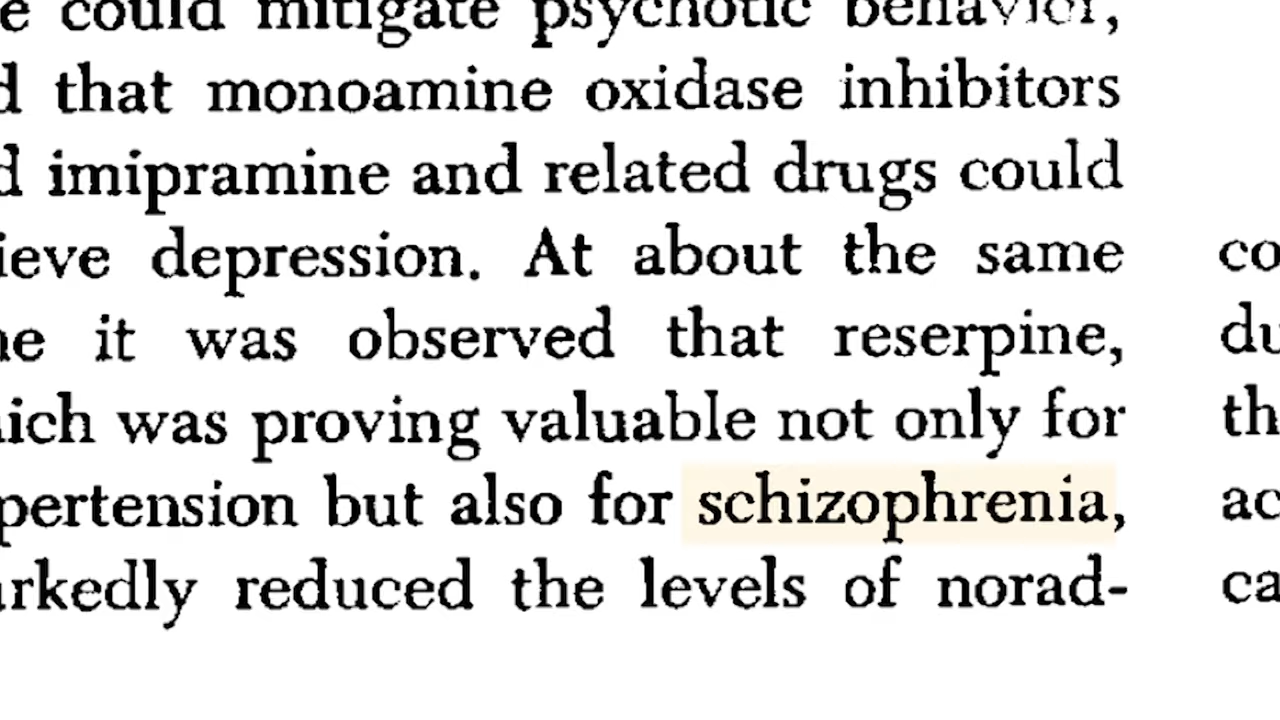 e could mitigate psychotic behavior,
d that monoamine oxidase inhibitors
d imipramine and related drugs could
ieve depression. At about the same
ne it was observed that reserpine,
hich was proving valuable not only for
pertension but also for schizophrenia,
arkedly reduced the levels of norad-
co
du
th
ac
ca